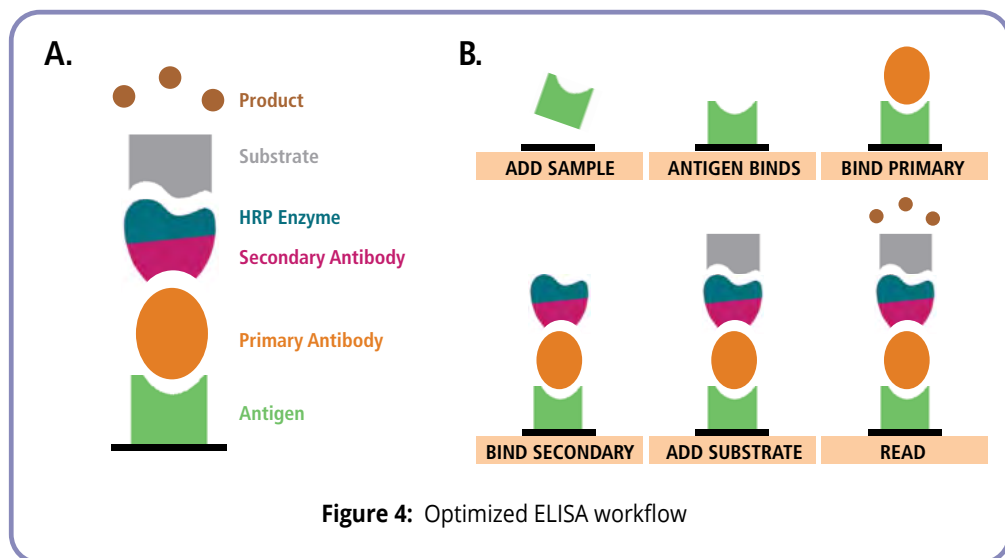 A.
Product
Substrate
HRP Enzyme
Secondary Antibody
Primary Antibody
Antigen
B.
ADD SAMPLE
ANTIGEN BINDS
BIND PRIMARY
BIND SECONDARY
ADD SUBSTRATE
READ
Figure 4: Optimized ELISA workflow